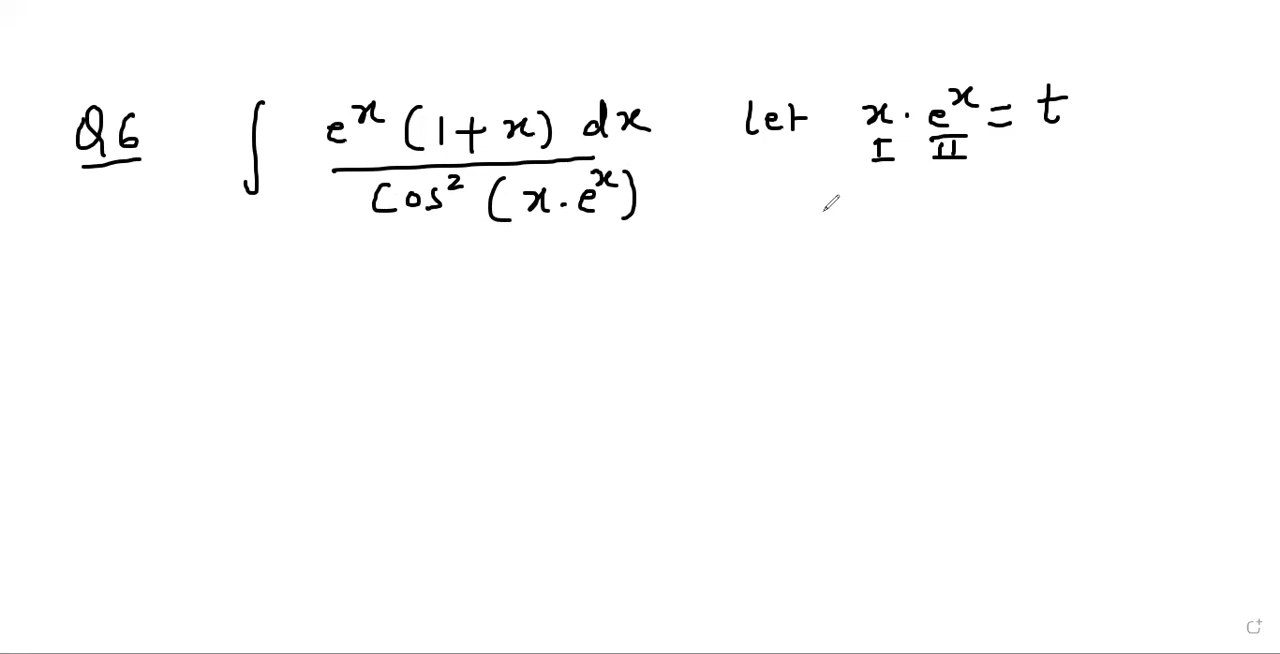 Q6 ∫ e^x (1 + x) dx / cos² (x · e^x) let x · e^x = t
I II